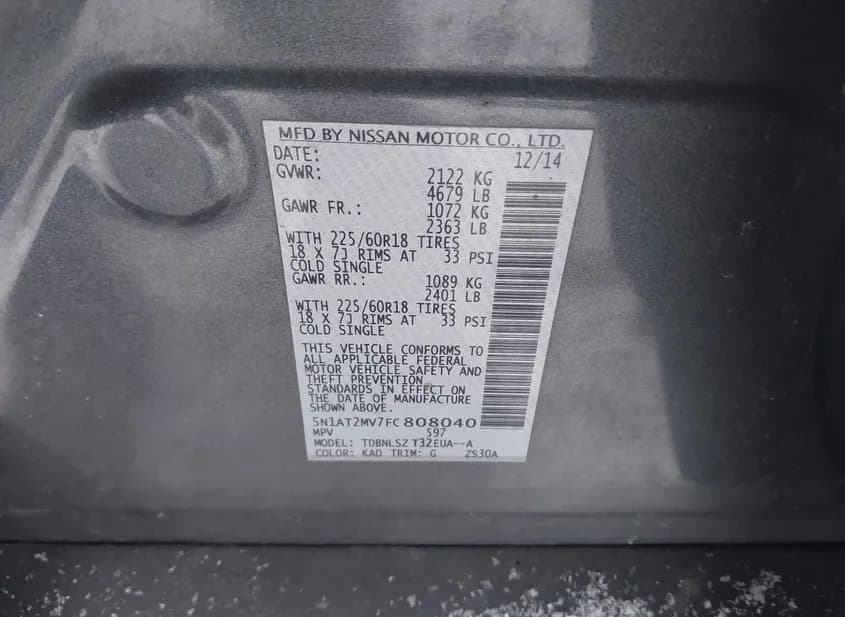 MFD BY NISSAN MOTOR CO., LTD.
DATE: 12/14
GVWR: 2122 KG
4679 LB
GAWR FR.: 1072 KG
2363 LB
WITH 225/60R18 TIRES
18 X 7J RIMS AT 33 PSI
COLD SINGLE
GAWR RR.: 1089 KG
2401 LB
WITH 225/60R18 TIRES
18 X 7J RIMS AT 33 PSI
COLD SINGLE
THIS VEHICLE CONFORMS TO
ALL APPLICABLE FEDERAL
MOTOR VEHICLE SAFETY AND
THEFT PREVENTION
STANDARDS IN EFFECT ON
THE DATE OF MANUFACTURE
SHOWN ABOVE.
5N1AT2MV7FC808040
MPV 597
MODEL: TDBNLSZ T32EUA--A
COLOR: KAD TRIM: G ZS30A